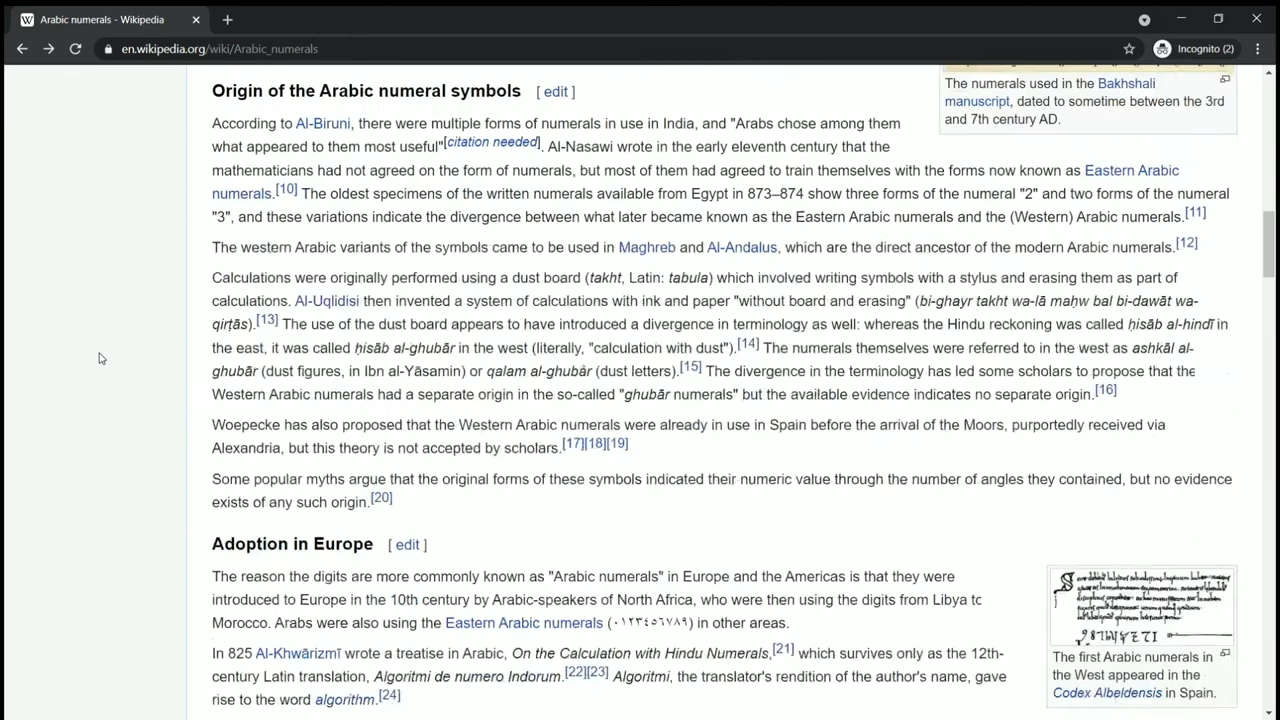 Arabic numerals - Wikipedia
en.wikipedia.org/wiki/Arabic_numerals
Incognito (2)
The numerals used in the Bakhshali
manuscript, dated to sometime between the 3rd
and 7th century AD.
Origin of the Arabic numeral symbols [ edit ]
According to Al-Biruni, there were multiple forms of numerals in use in India, and "Arabs chose among them
what appeared to them most useful"[citation needed]. Al-Nasawi wrote in the early eleventh century that the
mathematicians had not agreed on the form of numerals, but most of them had agreed to train themselves with the forms now known as Eastern Arabic
numerals.[10] The oldest specimens of the written numerals available from Egypt in 873–874 show three forms of the numeral "2" and two forms of the numeral
"3", and these variations indicate the divergence between what later became known as the Eastern Arabic numerals and the (Western) Arabic numerals.[11]
The western Arabic variants of the symbols came to be used in Maghreb and Al-Andalus, which are the direct ancestor of the modern Arabic numerals.[12]
Calculations were originally performed using a dust board (takht, Latin: tabula) which involved writing symbols with a stylus and erasing them as part of
calculations. Al-Uqlidisi then invented a system of calculations with ink and paper "without board and erasing" (bi-ghayr takht wa-lā maḥw bal bi-dawāt wa-
qirṭās).[13] The use of the dust board appears to have introduced a divergence in terminology as well: whereas the Hindu reckoning was called ḥisāb al-hindī in
the east, it was called ḥisāb al-ghubār in the west (literally, "calculation with dust").[14] The numerals themselves were referred to in the west as ashkāl al-
ghubār (dust figures, in Ibn al-Yāsamin) or qalam al-ghubār (dust letters).[15] The divergence in the terminology has led some scholars to propose that the
Western Arabic numerals had a separate origin in the so-called "ghubār numerals" but the available evidence indicates no separate origin.[16]
Woepecke has also proposed that the Western Arabic numerals were already in use in Spain before the arrival of the Moors, purportedly received via
Alexandria, but this theory is not accepted by scholars.[17][18][19]
Some popular myths argue that the original forms of these symbols indicated their numeric value through the number of angles they contained, but no evidence
exists of any such origin.[20]
Adoption in Europe [ edit ]
The reason the digits are more commonly known as "Arabic numerals" in Europe and the Americas is that they were
introduced to Europe in the 10th century by Arabic-speakers of North Africa, who were then using the digits from Libya to
Morocco. Arabs were also using the Eastern Arabic numerals (٠١٢٣٤٥٦٧٨٩) in other areas.
In 825 Al-Khwārizmī wrote a treatise in Arabic, On the Calculation with Hindu Numerals,[21] which survives only as the 12th-
century Latin translation, Algoritmi de numero Indorum.[22][23] Algoritmi, the translator's rendition of the author's name, gave
rise to the word algorithm.[24]
The first Arabic numerals in
the West appeared in the
Codex Albeldensis in Spain.